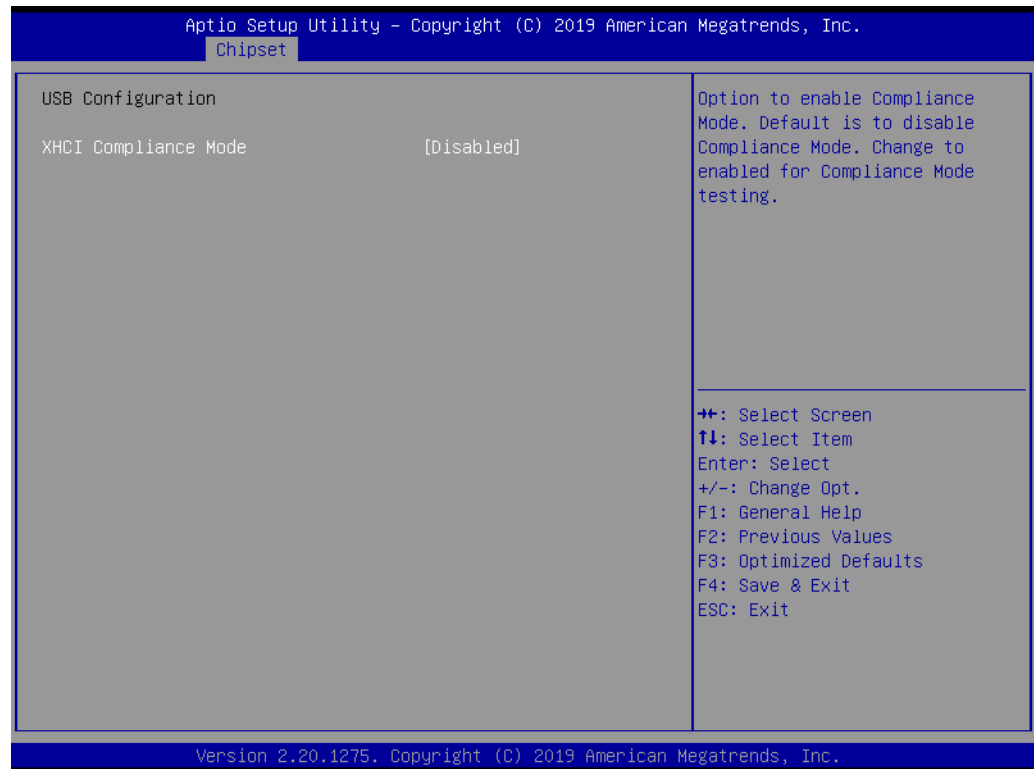 Aptio Setup Utility – Copyright (C) 2019 American Megatrends, Inc.
Chipset
USB Configuration
XHCI Compliance Mode [Disabled]
Option to enable Compliance
Mode. Default is to disable
Compliance Mode. Change to
enabled for Compliance Mode
testing.
→←: Select Screen
↑↓: Select Item
Enter: Select
+/-: Change Opt.
F1: General Help
F2: Previous Values
F3: Optimized Defaults
F4: Save & Exit
ESC: Exit
Version 2.20.1275. Copyright (C) 2019 American Megatrends, Inc.